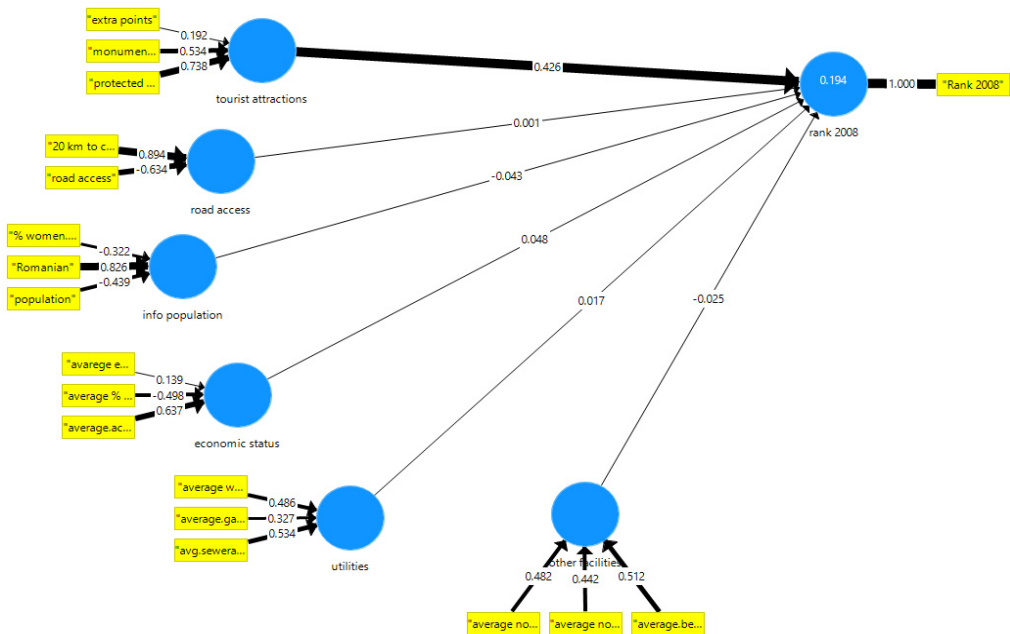 "extra points"
0.192
"monumen...
0.534
"protected ...
0.738
tourist attractions
0.426
0.194
1.000
"Rank 2008"
rank 2008
"20 km to c...
0.894
"road access"
-0.634
road access
0.001
-0.043
"% women....
-0.322
"Romanian"
0.826
"population"
-0.439
info population
0.048
"avarege e...
0.139
"average % ...
-0.498
"average.ac...
0.637
economic status
0.017
-0.025
"average w...
0.486
"average.ga...
0.327
"avg.sewera...
0.534
utilities
other facilities
0.482
0.442
0.512
"average no...
"average no...
"average.be...